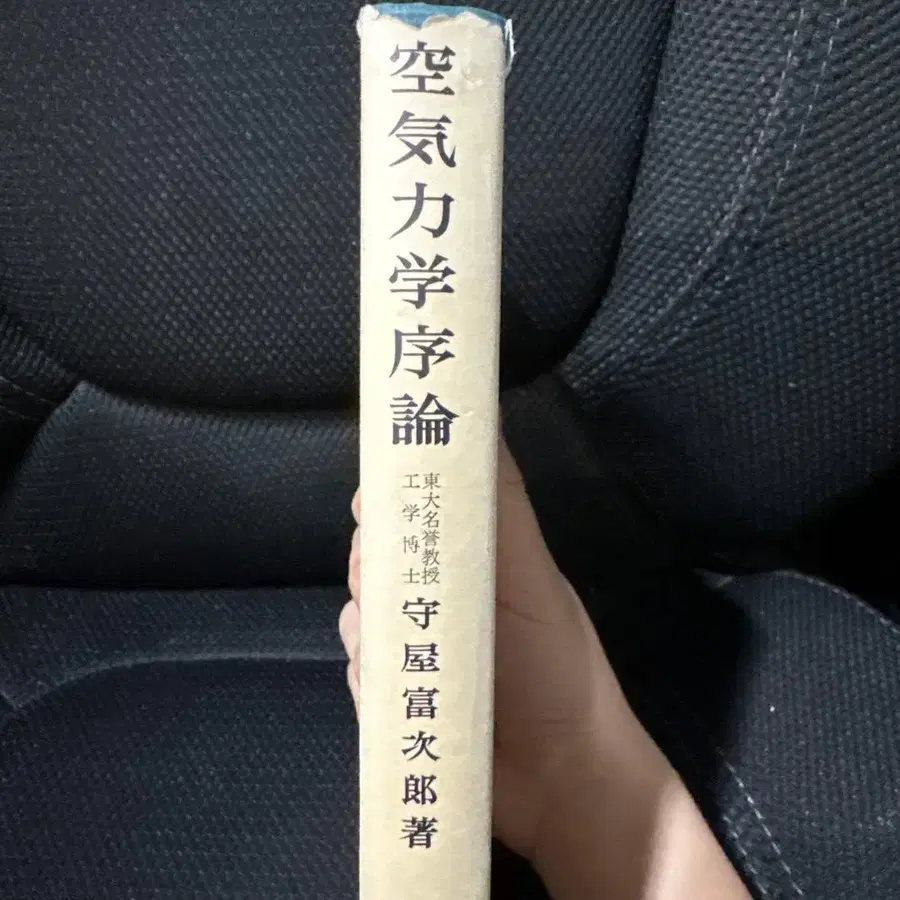 空気力学序論
東大名誉教授
工学博士
守屋富次郎著